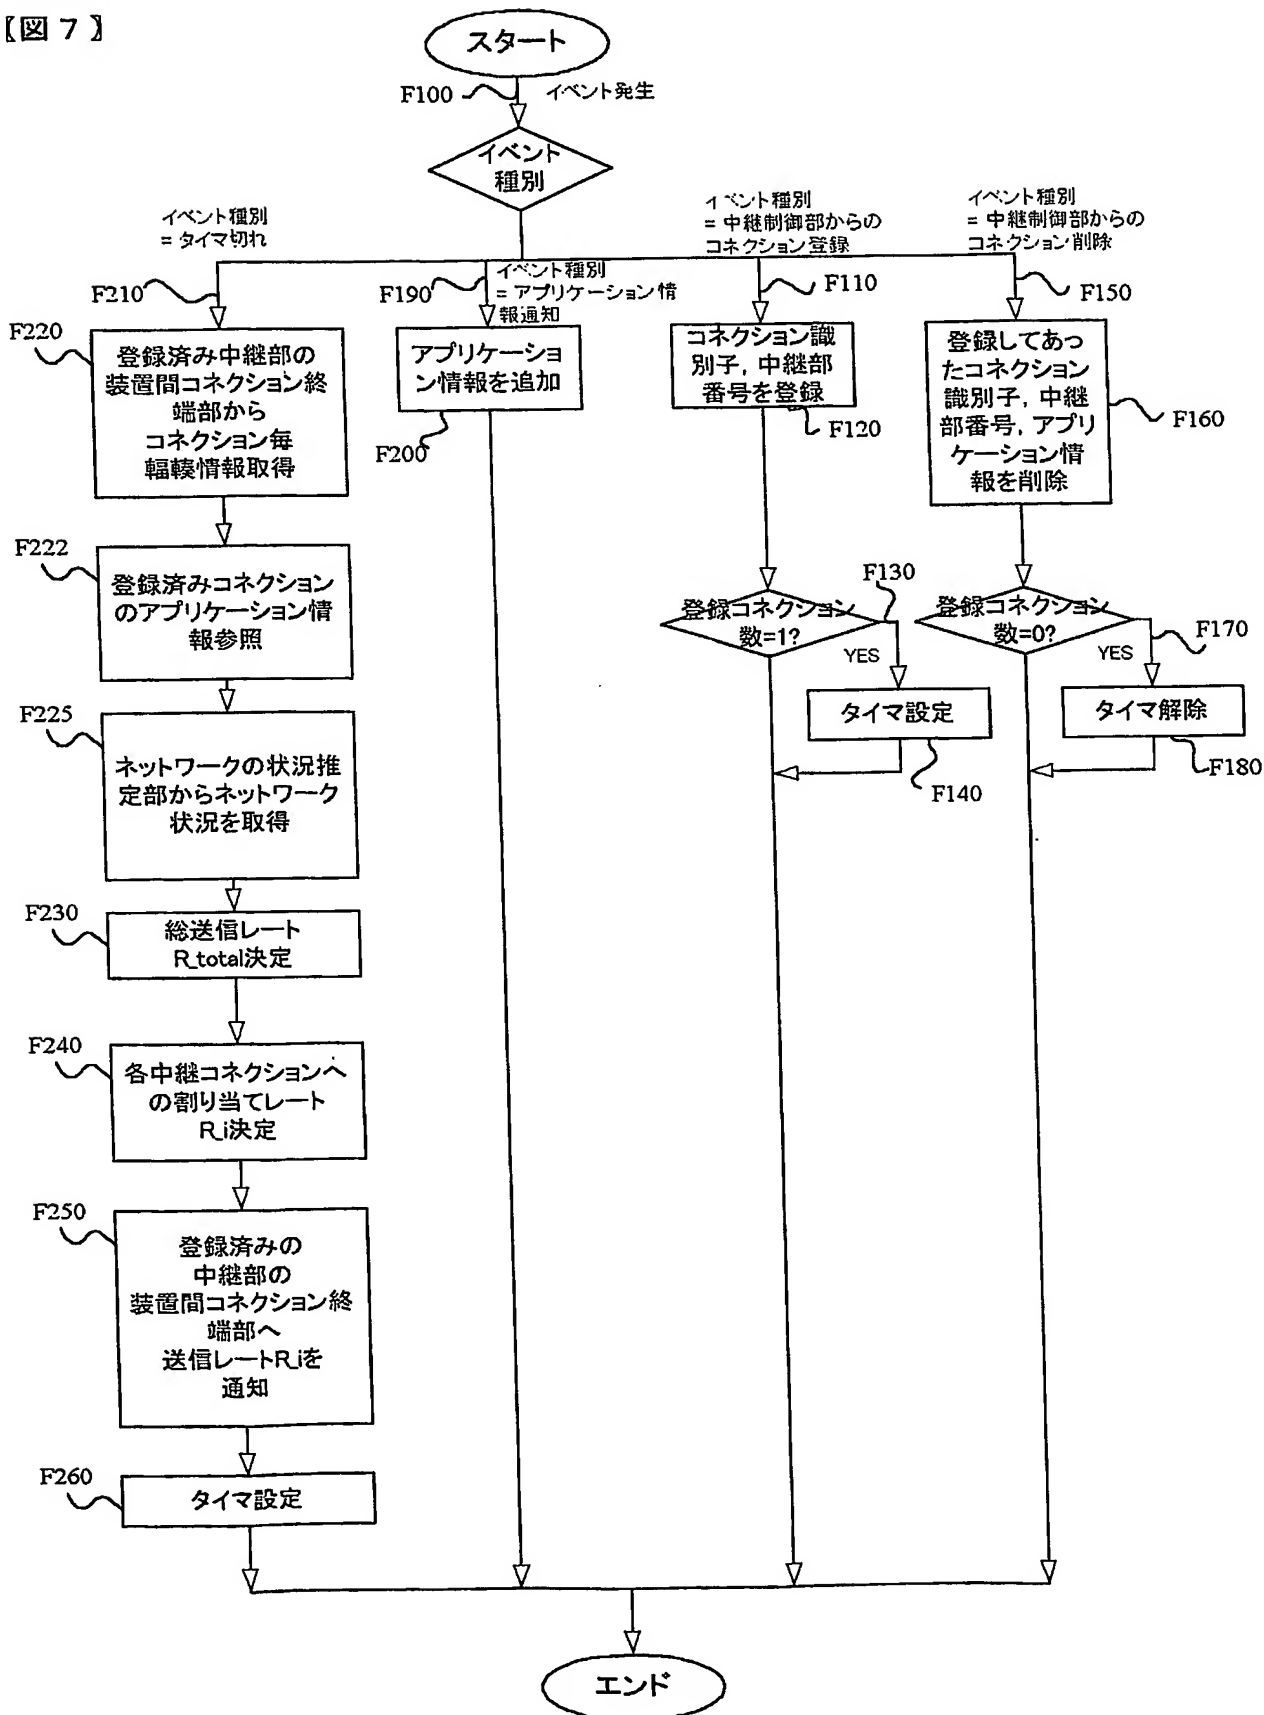 【図7】
スタート
F100
イベント発生
イベント
種別
イベント種別
= タイマ切れ
イベント種別
= アプリケーション情
報通知
イベント種別
= 中継制御部からの
コネクション登録
イベント種別
= 中継制御部からの
コネクション削除
F210
F190
F110
F150
F220
登録済み中継部の
装置間コネクション終
端部から
コネクション毎
輻輳情報取得
アプリケーショ
ン情報を追加
F200
コネクション識
別子, 中継部
番号を登録
F120
登録してあっ
たコネクション
識別子, 中継
部番号, アプリ
ケーション情
報を削除
F160
F222
登録済みコネクション
のアプリケーション情
報参照
登録コネクション
数=1?
F130
YES
タイマ設定
F140
登録コネクション
数=0?
F170
YES
タイマ解除
F180
F225
ネットワークの状況推
定部からネットワーク
状況を取得
F230
総送信レート
R_total決定
F240
各中継コネクションへ
の割り当てレート
R_i決定
F250
登録済みの
中継部の
装置間コネクション終
端部へ
送信レートR_iを
通知
F260
タイマ設定
エンド